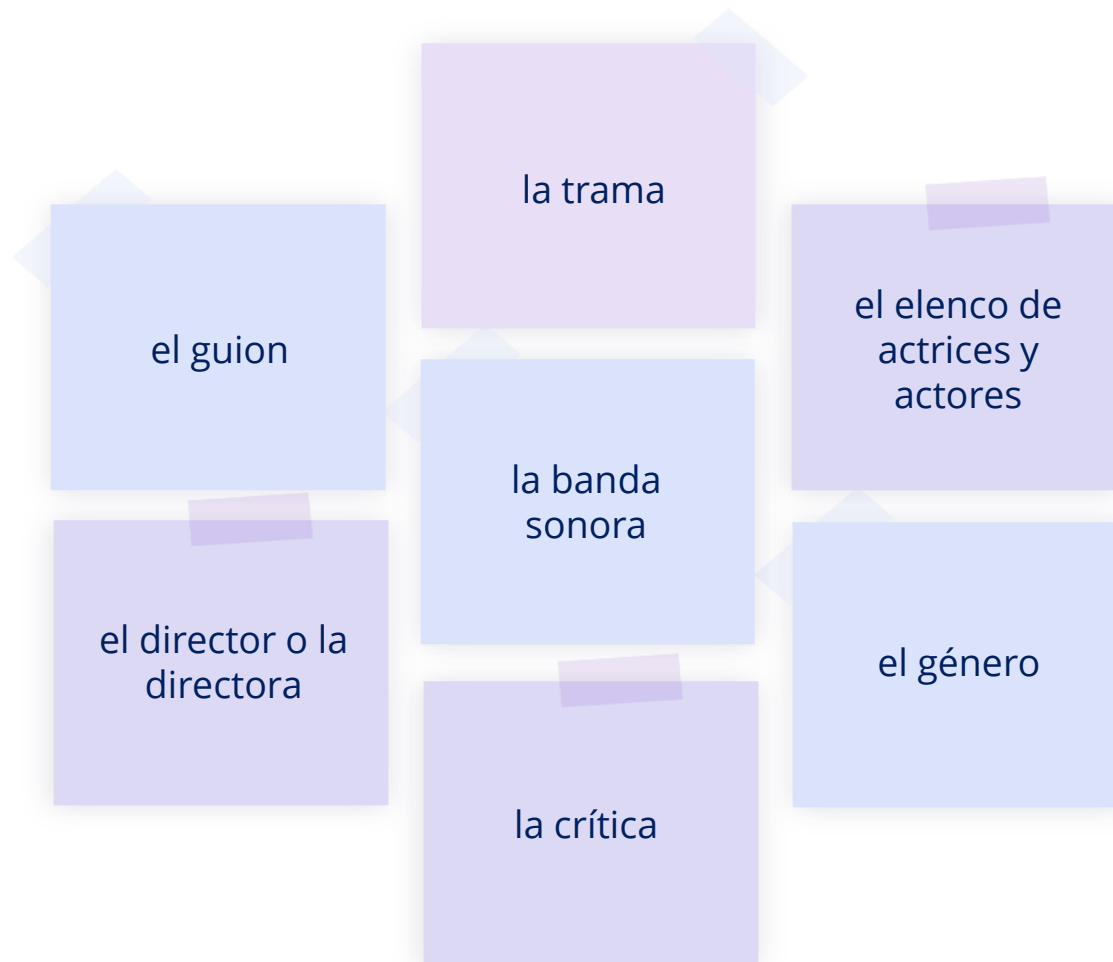 la trama
el guion
el elenco de
actrices y
actores
la banda
sonora
el director o la
directora
el género
la crítica